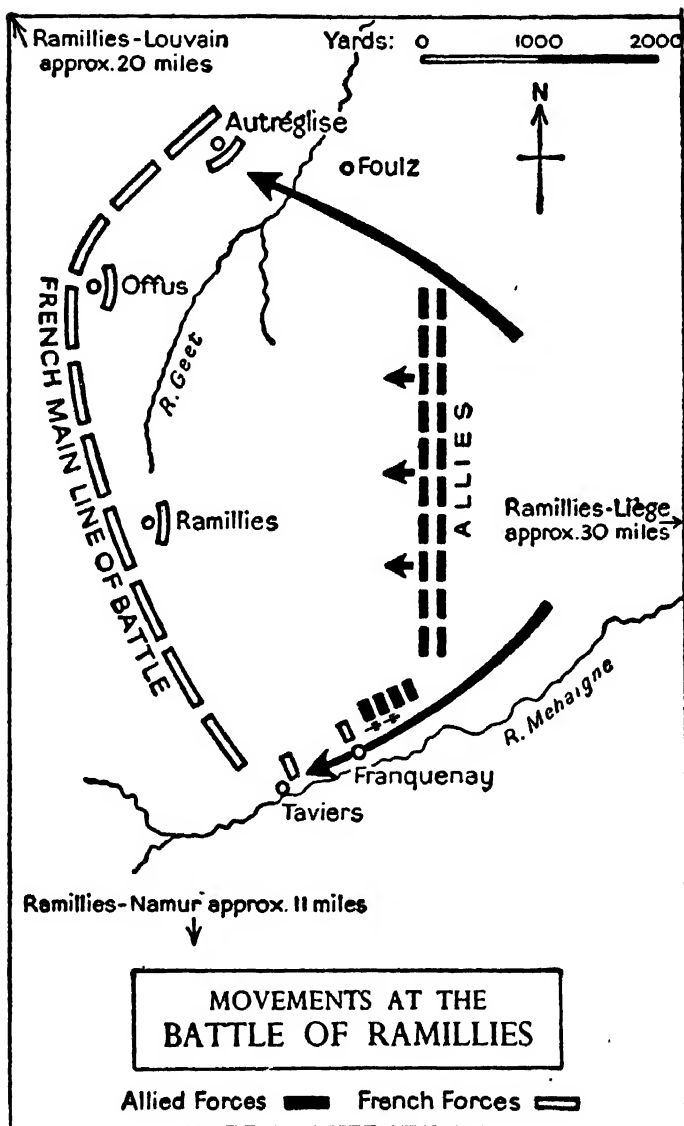 Ramillies-Louvain
approx. 20 miles
Yards: 0 1000 2000
N
Autréglise
Foulz
Offus
R. Geet
FRENCH MAIN LINE OF BATTLE
ALLIES
Ramillies
Ramillies-Liège
approx. 30 miles
R. Mehaigne
Franquenay
Taviers
Ramillies-Namur approx. 11 miles
MOVEMENTS AT THE
BATTLE OF RAMILLIES
Allied Forces French Forces